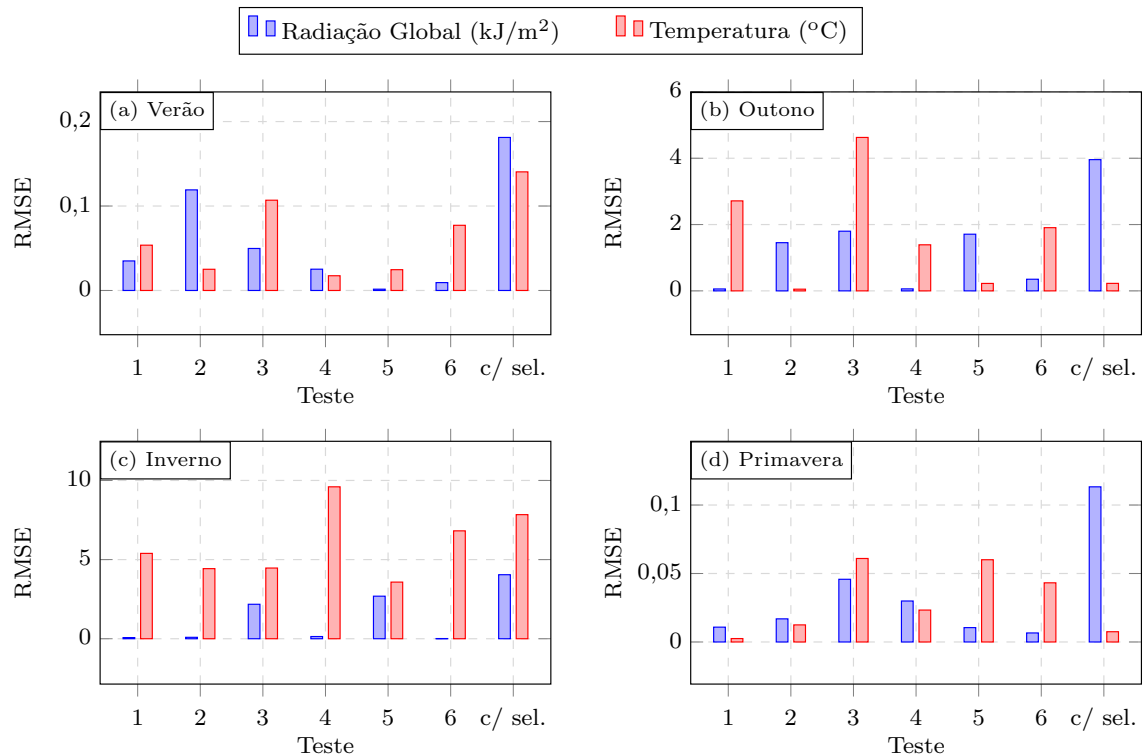 Radiação Global (kJ/m²) Temperatura (ºC)
(a) Verão
0,2
0,1
0
RMSE
1 2 3 4 5 6 c/ sel.
Teste
(b) Outono
6
4
2
0
RMSE
1 2 3 4 5 6 c/ sel.
Teste
(c) Inverno
10
5
0
RMSE
1 2 3 4 5 6 c/ sel.
Teste
(d) Primavera
0,1
0,05
0
RMSE
1 2 3 4 5 6 c/ sel.
Teste